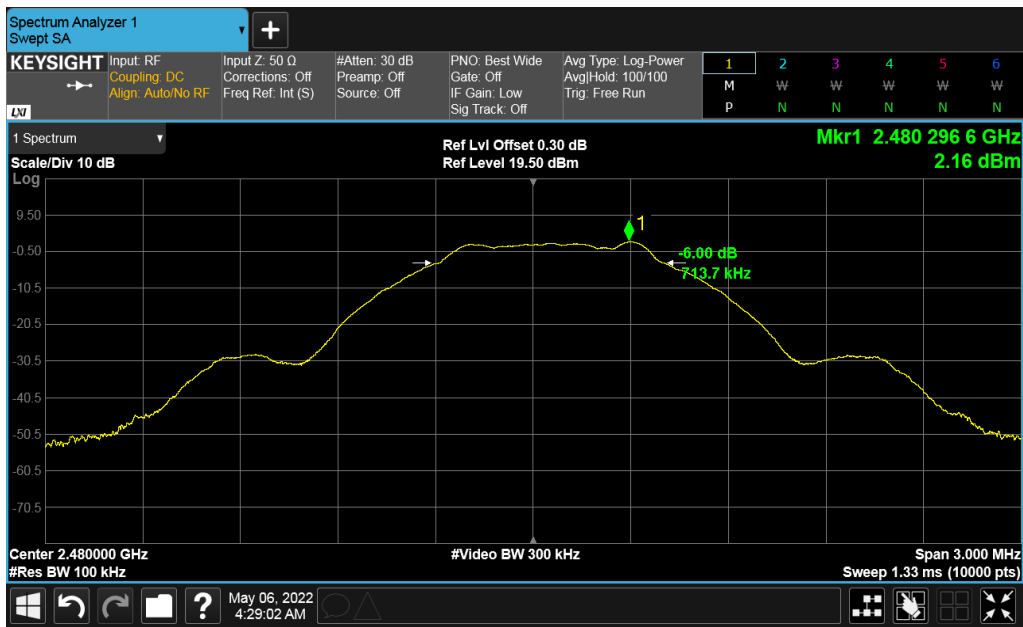 Spectrum Analyzer 1
Swept SA
+
KEYSIGHT
LXI
Input: RF
Coupling: DC
Align: Auto/No RF
Input Z: 50 Ω
Corrections: Off
Freq Ref: Int (S)
#Atten: 30 dB
Preamp: Off
Source: Off
PNO: Best Wide
Gate: Off
IF Gain: Low
Sig Track: Off
Avg Type: Log-Power
Avg|Hold: 100/100
Trig: Free Run
1 2 3 4 5 6
M W W W W W
P N N N N N
1 Spectrum
Scale/Div 10 dB
Log
Ref Lvl Offset 0.30 dB
Ref Level 19.50 dBm
Mkr1 2.480 296 6 GHz
2.16 dBm
9.50
-0.50
-10.5
-20.5
-30.5
-40.5
-50.5
-60.5
-70.5
1
-6.00 dB
713.7 kHz
Center 2.480000 GHz
#Res BW 100 kHz
#Video BW 300 kHz
Span 3.000 MHz
Sweep 1.33 ms (10000 pts)
?
May 06, 2022
4:29:02 AM